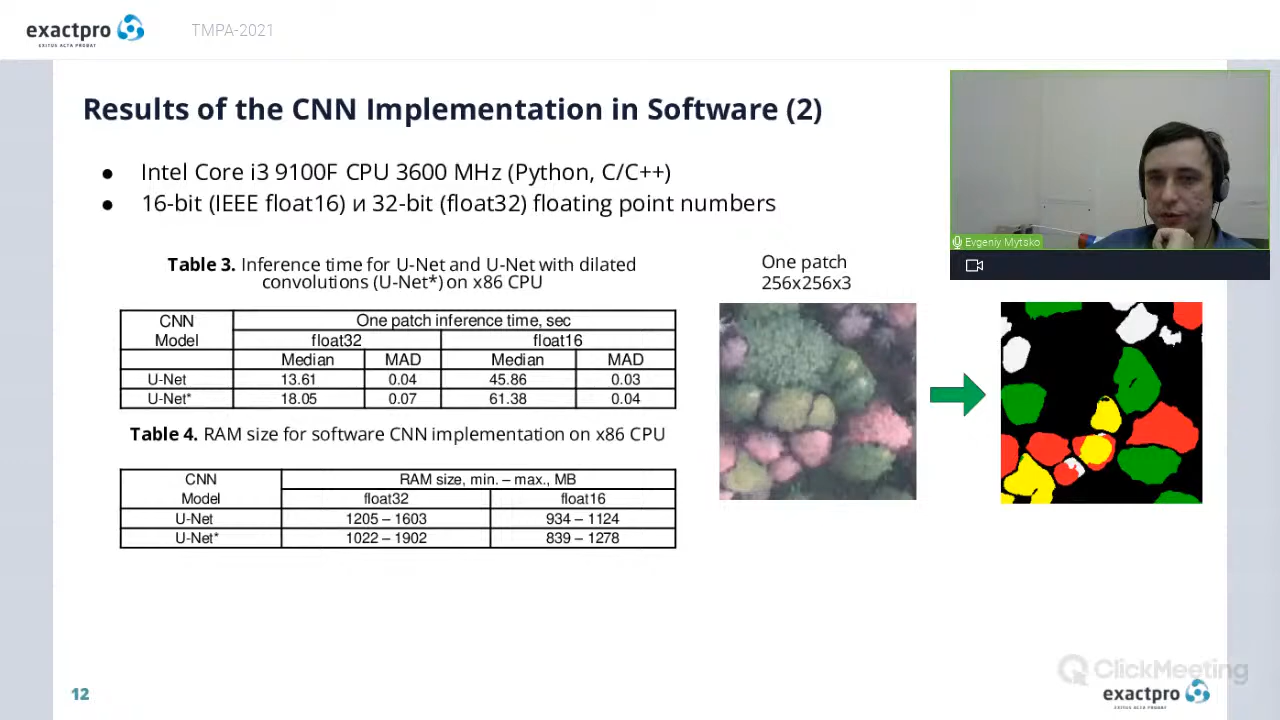 exactpro
EXITUS ACTA PROBAT
TMPA-2021
Results of the CNN Implementation in Software (2)
● Intel Core i3 9100F CPU 3600 MHz (Python, C/C++)
● 16-bit (IEEE float16) и 32-bit (float32) floating point numbers
Evgeniy Mytsko
Table 3. Inference time for U-Net and U-Net with dilated
convolutions (U-Net*) on x86 CPU
CNN Model One patch inference time, sec
float32 float16
Median MAD Median MAD
U-Net 13.61 0.04 45.86 0.03
U-Net* 18.05 0.07 61.38 0.04
Table 4. RAM size for software CNN implementation on x86 CPU
CNN Model RAM size, min. – max., MB
float32 float16
U-Net 1205 – 1603 934 – 1124
U-Net* 1022 – 1902 839 – 1278
One patch
256x256x3
12
ClickMeeting
exactpro
EXITUS ACTA PROBAT